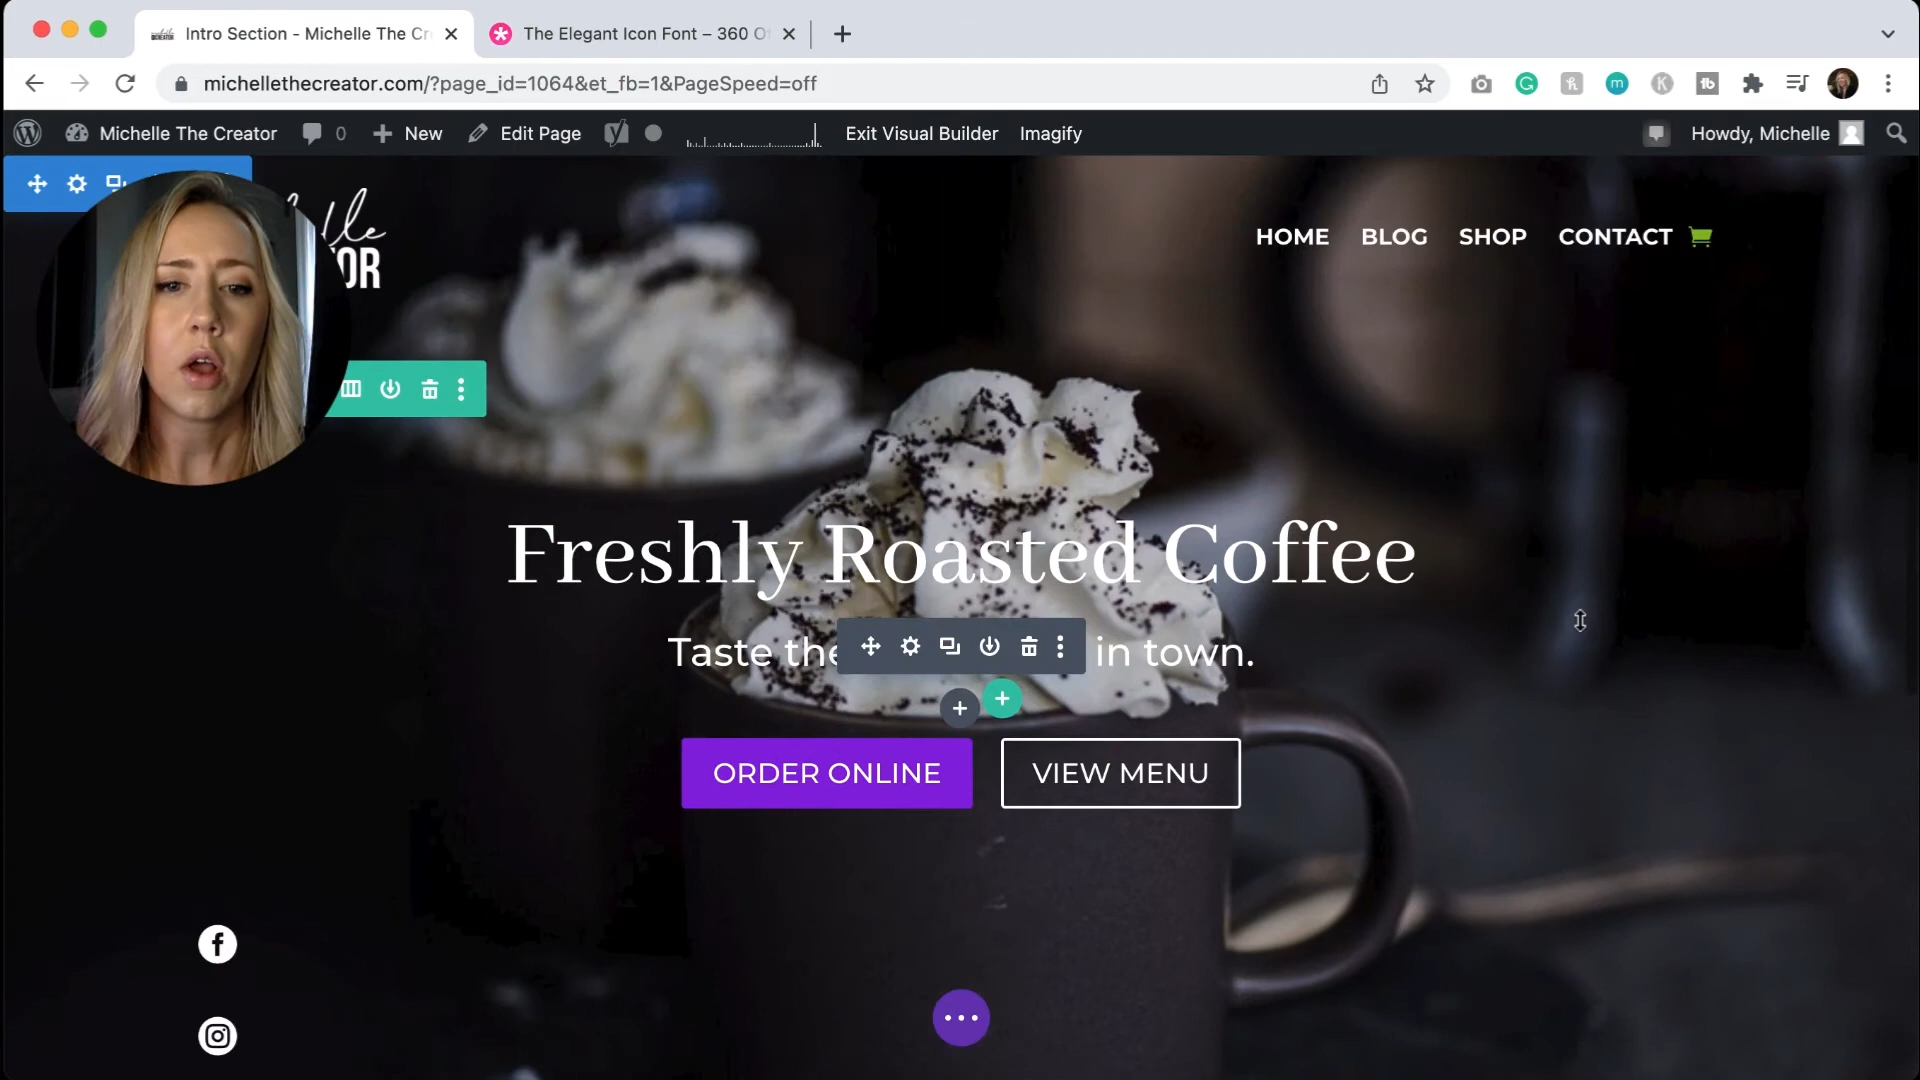 Intro Section - Michelle The Cr
The Elegant Icon Font – 360 O
michellethecreator.com/?page_id=1064&et_fb=1&PageSpeed=off
Michelle The Creator 0 New Edit Page Exit Visual Builder Imagify Howdy, Michelle
HOME BLOG SHOP CONTACT
Freshly Roasted Coffee
Taste the in town.
ORDER ONLINE VIEW MENU